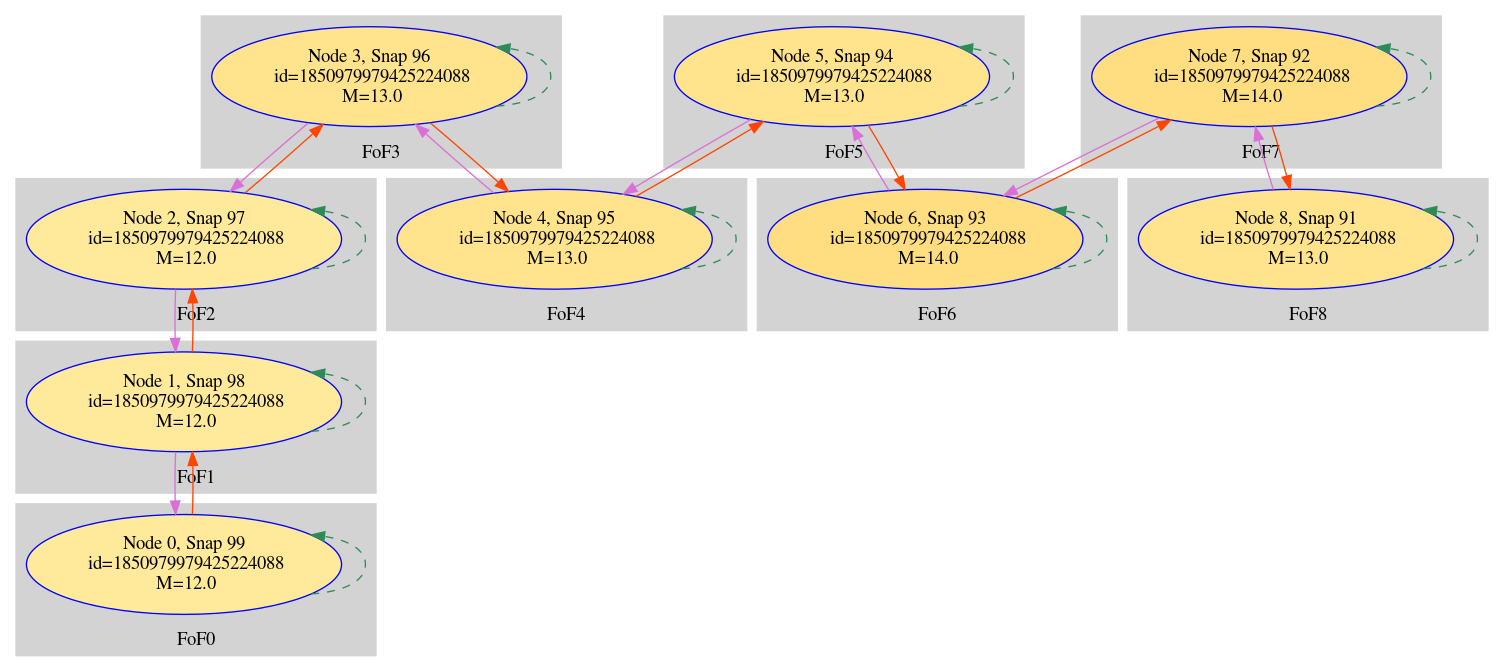 Node 3, Snap 96
id=1850979979425224088
M=13.0
FoF3
Node 5, Snap 94
id=1850979979425224088
M=13.0
FoF5
Node 7, Snap 92
id=1850979979425224088
M=14.0
FoF7
Node 2, Snap 97
id=1850979979425224088
M=12.0
FoF2
Node 4, Snap 95
id=1850979979425224088
M=13.0
FoF4
Node 6, Snap 93
id=1850979979425224088
M=14.0
FoF6
Node 8, Snap 91
id=1850979979425224088
M=13.0
FoF8
Node 1, Snap 98
id=1850979979425224088
M=12.0
FoF1
Node 0, Snap 99
id=1850979979425224088
M=12.0
FoF0